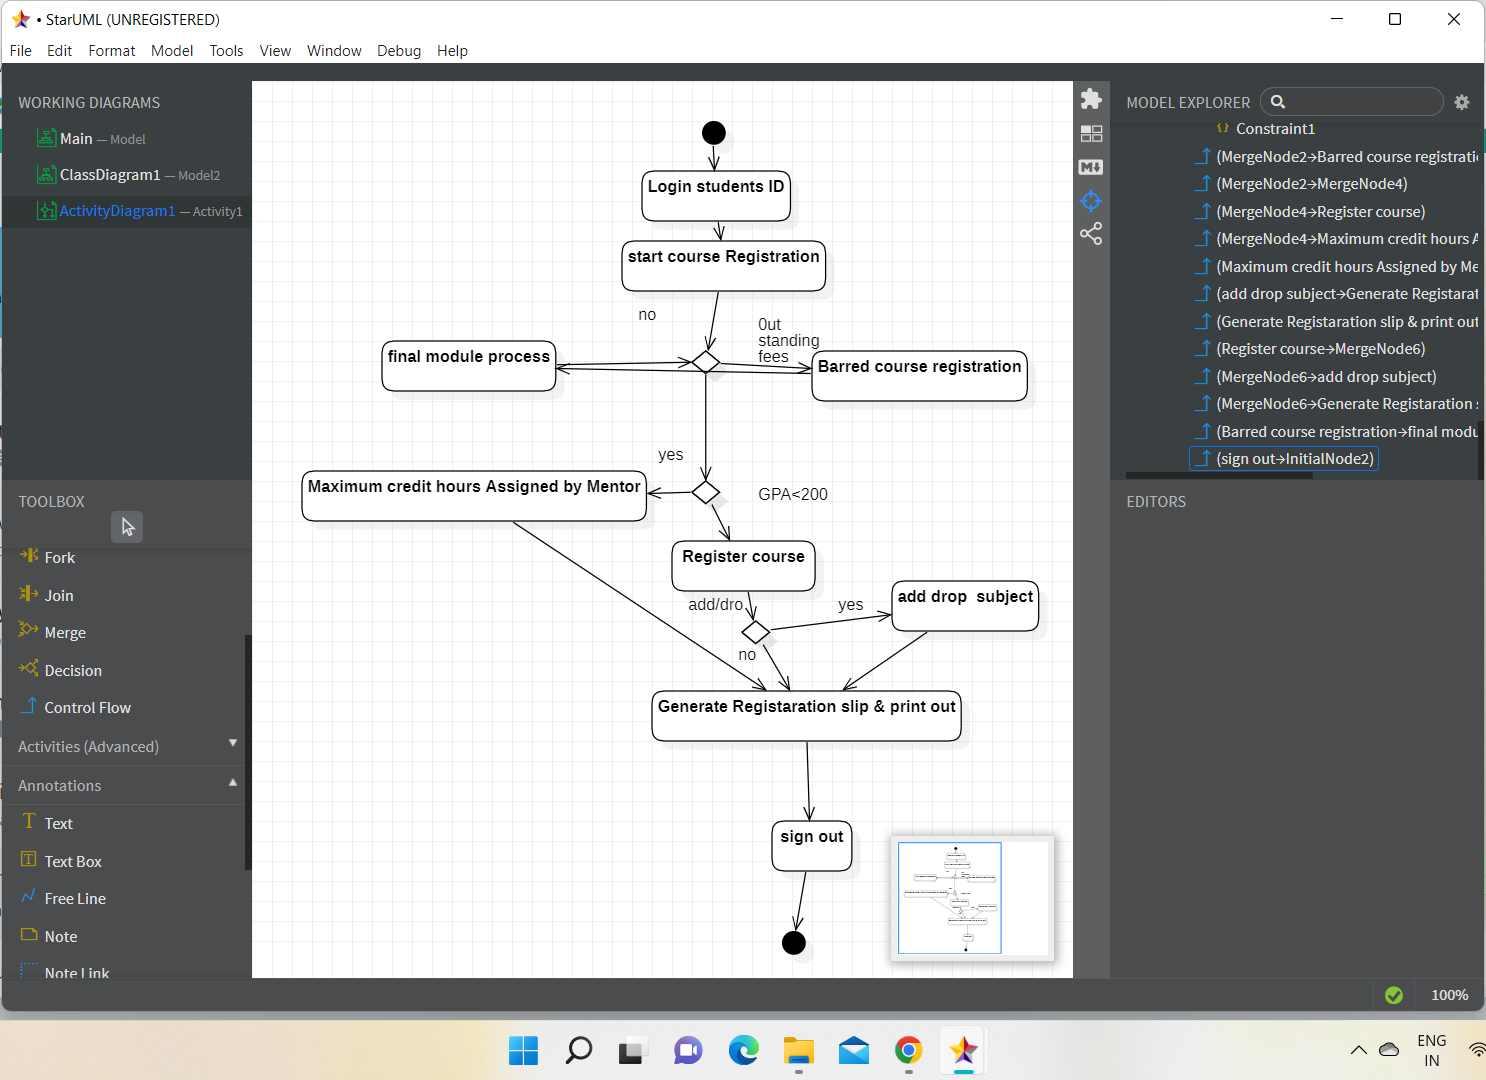 • StarUML (UNREGISTERED)
File Edit Format Model Tools View Window Debug Help
WORKING DIAGRAMS
Main — Model
ClassDiagram1 — Model2
ActivityDiagram1 — Activity1
TOOLBOX
Fork
Join
Merge
Decision
Control Flow
Activities (Advanced)
Annotations
Text
Text Box
Free Line
Note
Note Link
Login students ID
start course Registration
no
0ut
standing
fees
final module process
Barred course registration
yes
Maximum credit hours Assigned by Mentor
GPA<200
Register course
add/dro
yes
add drop  subject
no
Generate Registaration slip & print out
sign out
MODEL EXPLORER
Constraint1
(MergeNode2→Barred course registratio
(MergeNode2→MergeNode4)
(MergeNode4→Register course)
(MergeNode4→Maximum credit hours A
(Maximum credit hours Assigned by Me
(add drop subject→Generate Registarat
(Generate Registaration slip & print out
(Register course→MergeNode6)
(MergeNode6→add drop subject)
(MergeNode6→Generate Registaration s
(Barred course registration→final modu
(sign out→InitialNode2)
EDITORS
100%
ENG
IN